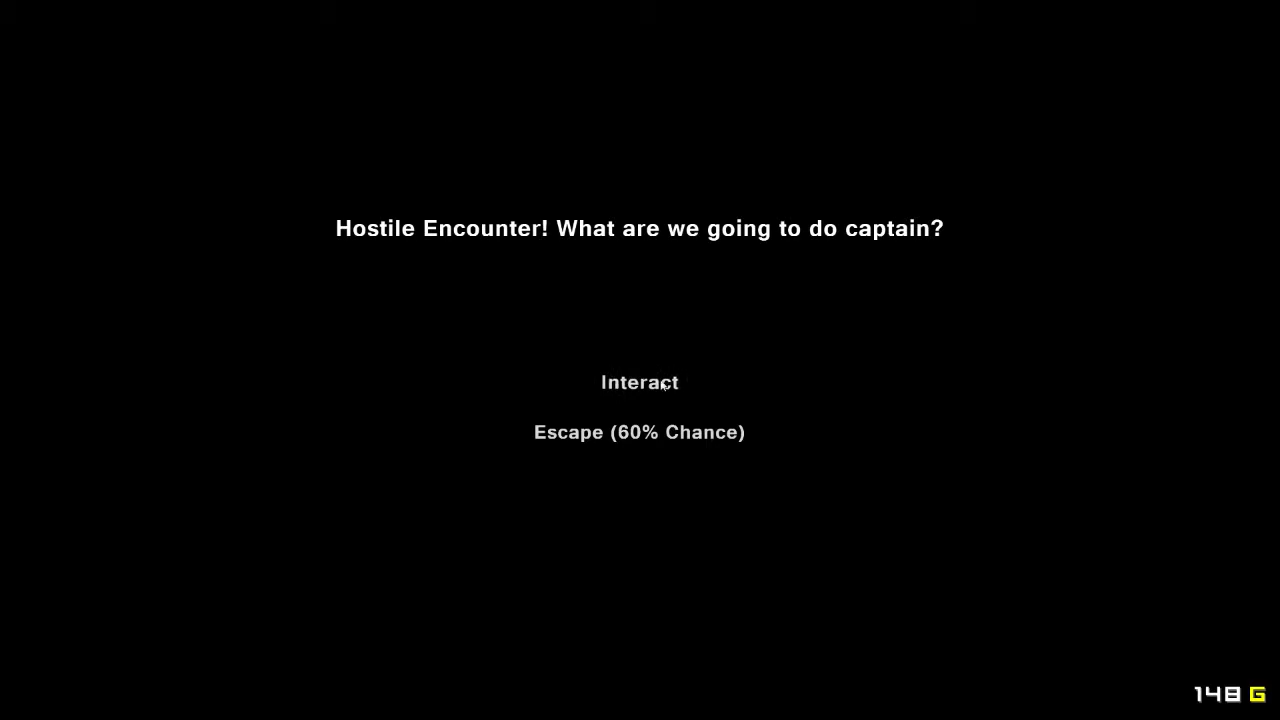 Hostile Encounter! What are we going to do captain?
Interact
Escape (60% Chance)
148 G